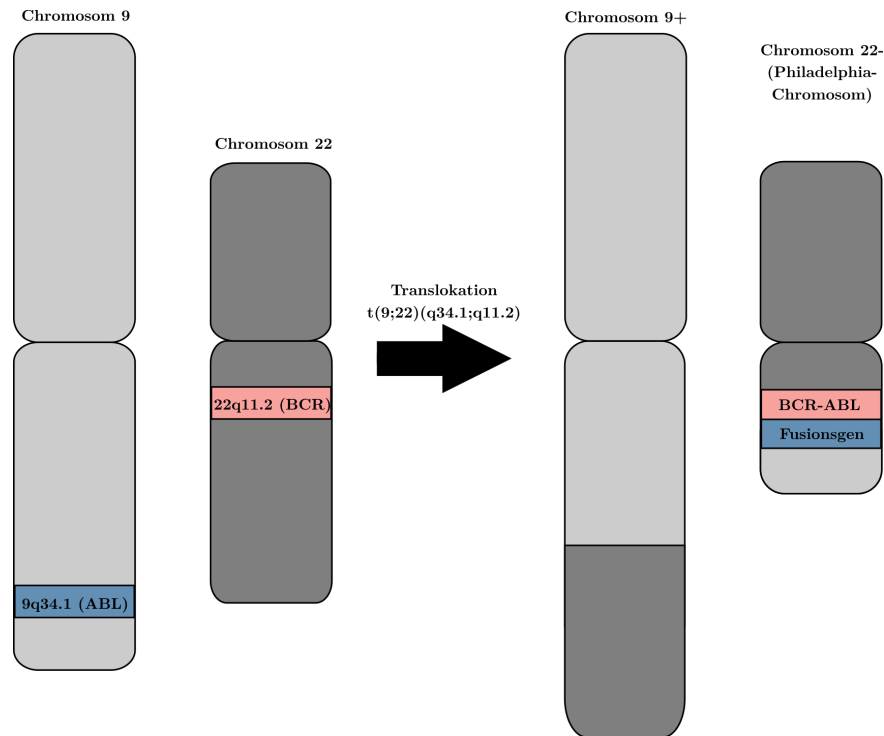 Chromosom 9
Chromosom 22
9q34.1 (ABL)
22q11.2 (BCR)
Translokation
t(9;22)(q34.1;q11.2)
Chromosom 9+
Chromosom 22-
(Philadelphia-
Chromosom)
BCR-ABL
Fusionsgen